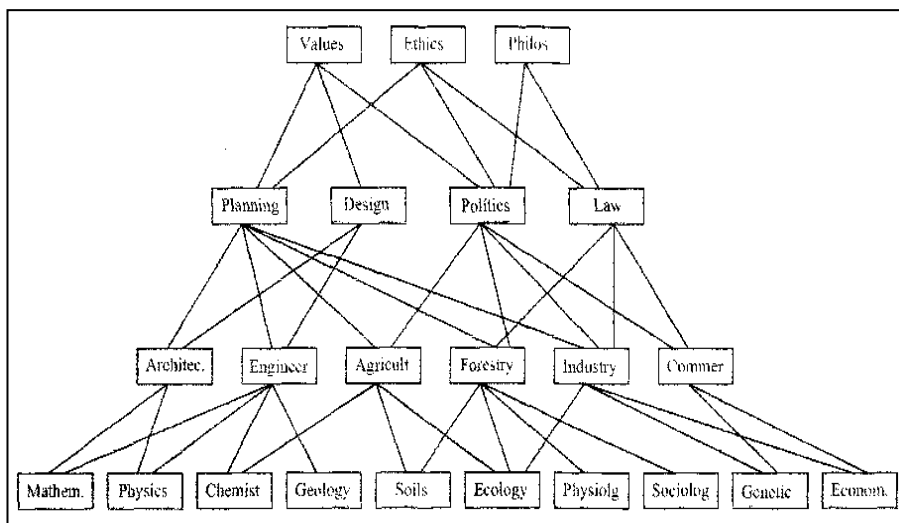 Values Ethics Philos
Planning Design Politics Law
Architec. Engineer Agricult Forestry Industry Commer
Mathem. Physics Chemist Geology Soils Ecology Physiolg Sociolog Genetic Econom.